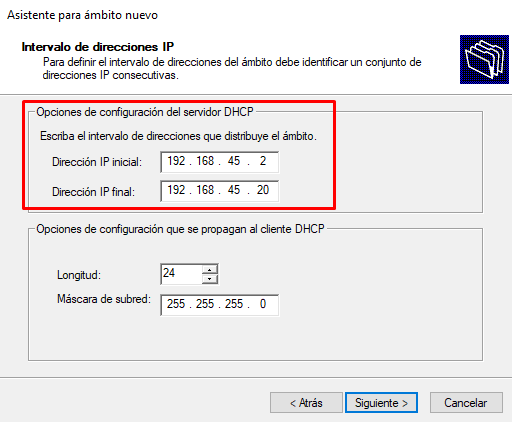 Asistente para ámbito nuevo
Intervalo de direcciones IP
Para definir el intervalo de direcciones del ámbito debe identificar un conjunto de
direcciones IP consecutivas.
Opciones de configuración del servidor DHCP
Escriba el intervalo de direcciones que distribuye el ámbito.
Dirección IP inicial: 192 . 168 . 45 . 2
Dirección IP final: 192 . 168 . 45 . 20
Opciones de configuración que se propagan al cliente DHCP
Longitud: 24
Máscara de subred: 255 . 255 . 255 . 0
< Atrás Siguiente > Cancelar